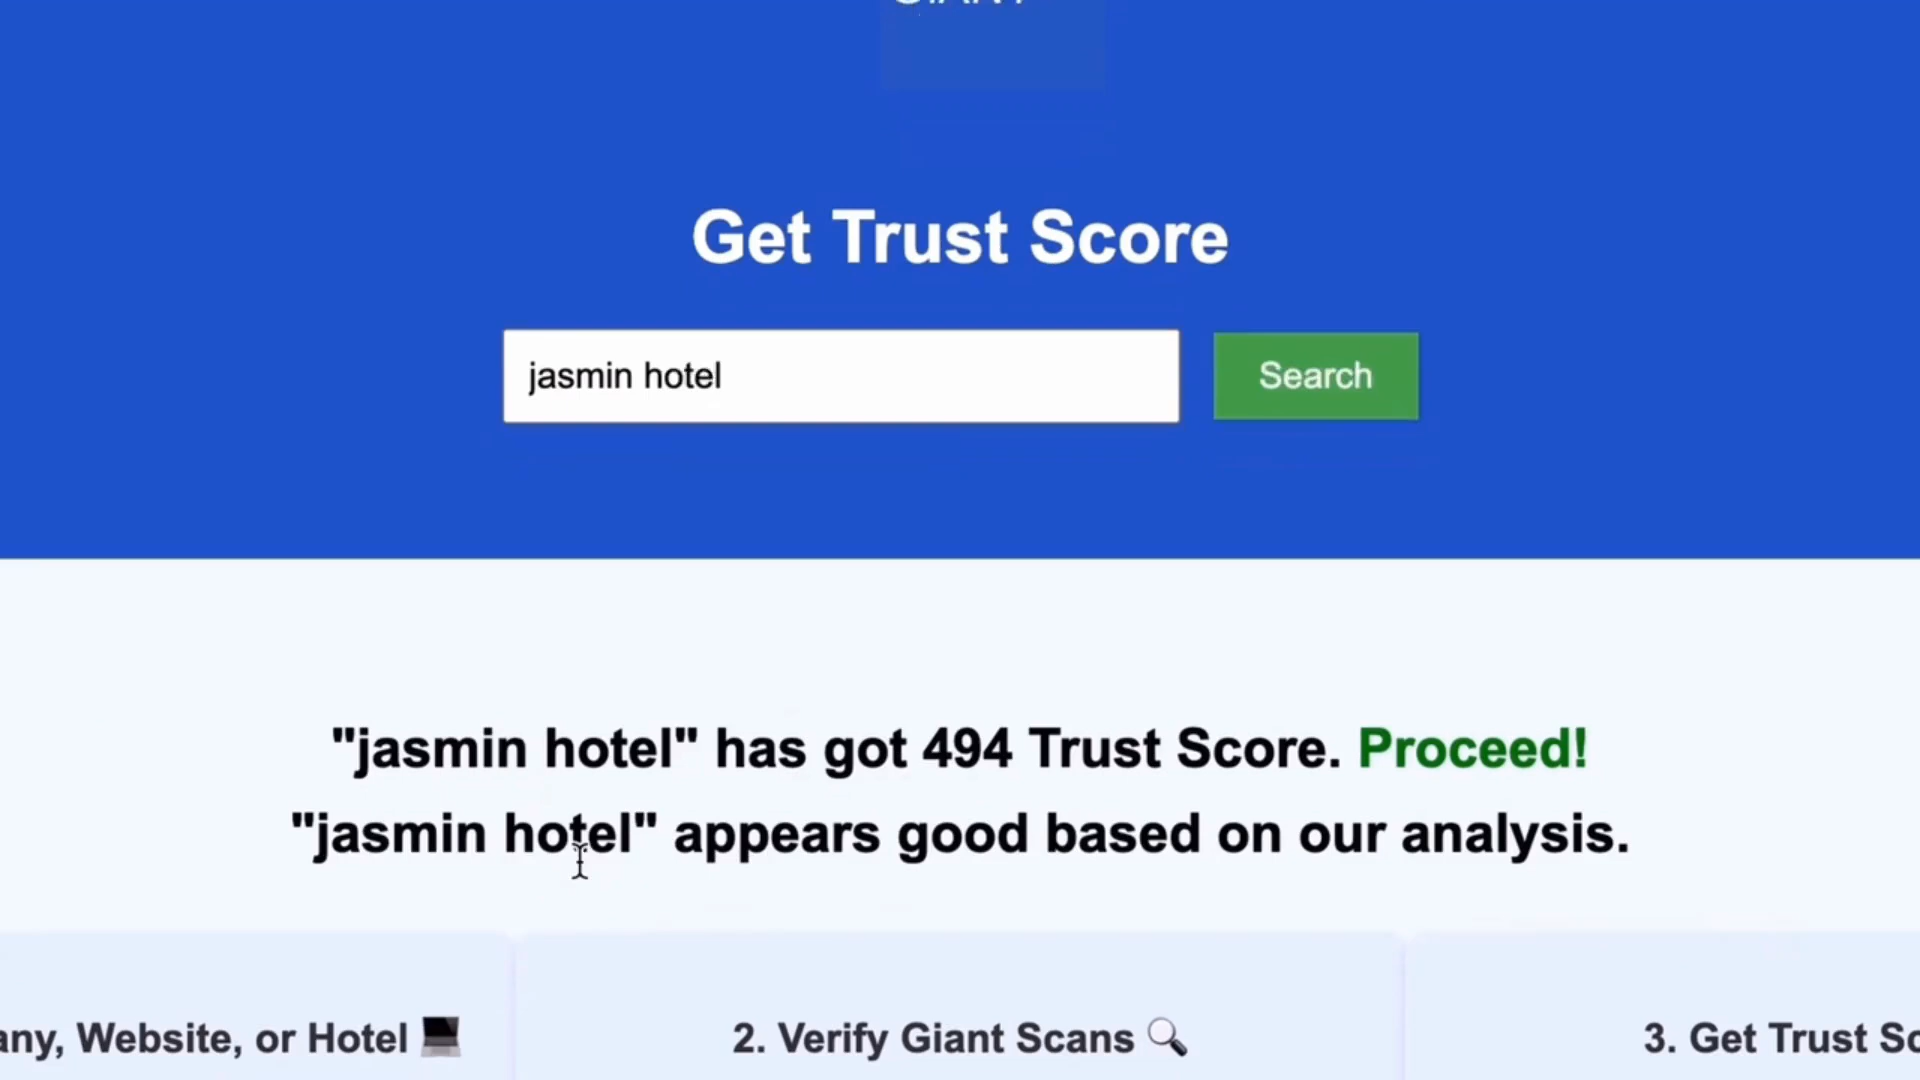 GIANT
Get Trust Score
jasmin hotel
Search
"jasmin hotel" has got 494 Trust Score. Proceed!
"jasmin hotel" appears good based on our analysis.
any, Website, or Hotel
2. Verify Giant Scans
3. Get Trust Sc